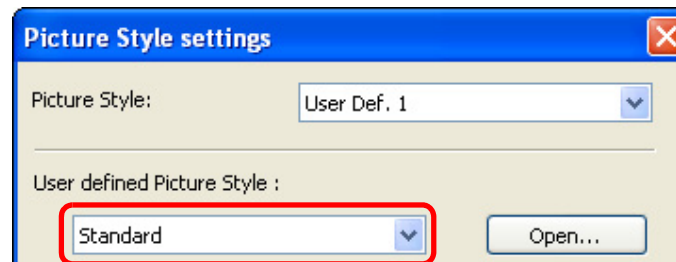 Picture Style settings
Picture Style: User Def. 1
User defined Picture Style :
Standard Open...